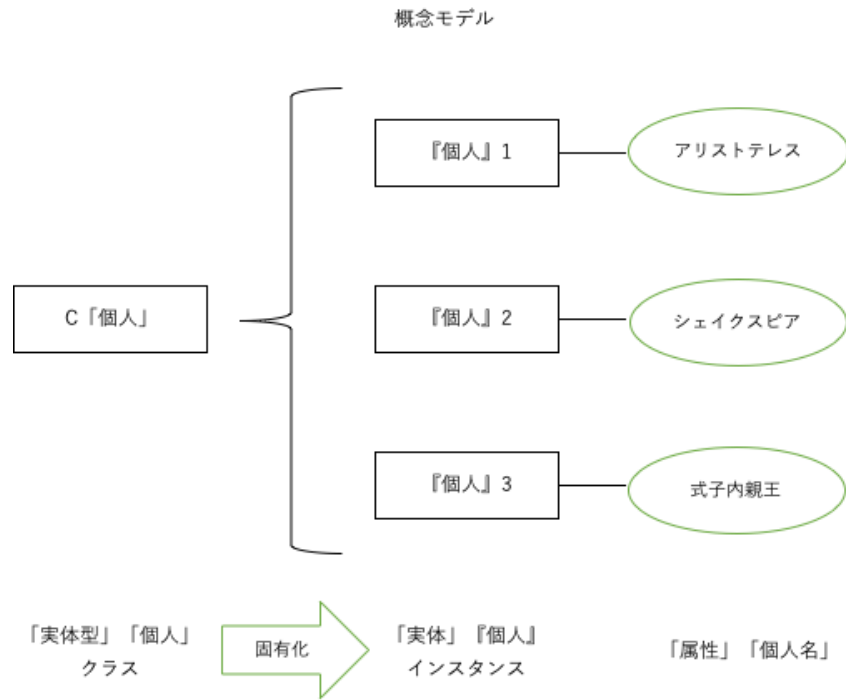 概念モデル
『個人』1
アリストテレス
C「個人」
『個人』2
シェイクスピア
『個人』3
式子内親王
「実体型」「個人」
クラス
固有化
「実体」『個人』
インスタンス
「属性」「個人名」